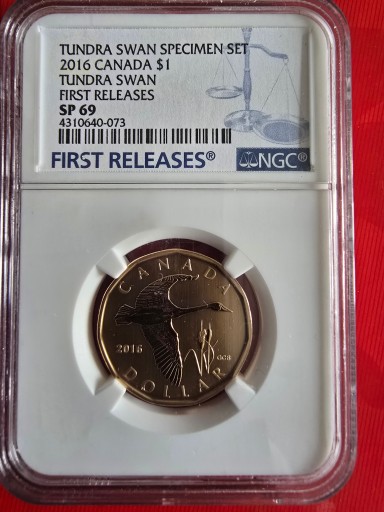 TUNDRA SWAN SPECIMEN SET
2016 CANADA $1
TUNDRA SWAN
FIRST RELEASES
SP 69
4310640-073
FIRST RELEASES®
NGC®
CANADA
2016
GCB
DOLLAR